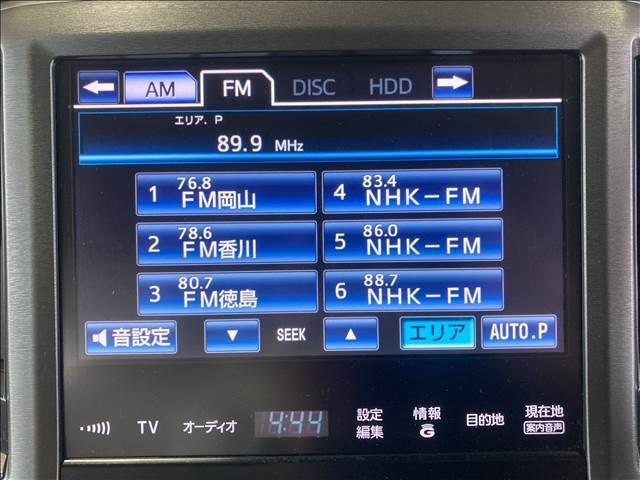 AM FM DISC HDD
エリア. P
89.9 MHz
1 76.8 FM岡山
4 83.4 NHK-FM
2 78.6 FM香川
5 86.0 NHK-FM
3 80.7 FM徳島
6 88.7 NHK-FM
音設定 ▼ SEEK ▲ エリア AUTO.P
TV オーディオ 4:44 設定 編集 情報 G 目的地 現在地 案内音声